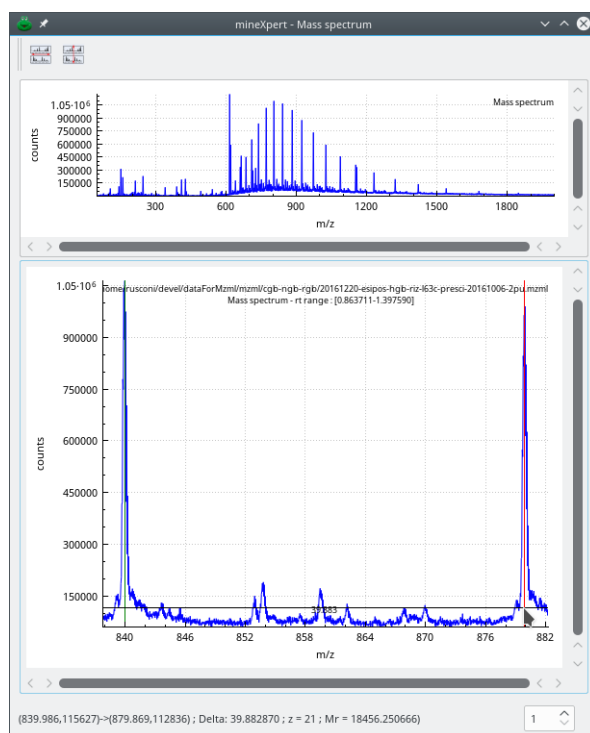 mineXpert - Mass spectrum
Mass spectrum
1.05·10⁶
900000
750000
600000
450000
300000
150000
counts
300 600 900 1200 1500 1800
m/z
ome/rusconi/devel/dataForMzml/mzml/cgb-ngb-rgb/20161220-esipos-hgb-riz-l63c-presci-20161006-2pu.mzml
Mass spectrum - rt range : [0.863711-1.397590]
1.05·10⁶
900000
750000
600000
450000
300000
150000
counts
39.883
840 846 852 858 864 870 876 882
m/z
(839.986,115627)->(879.869,112836) ; Delta: 39.882870 ; z = 21 ; Mr = 18456.250666)
1